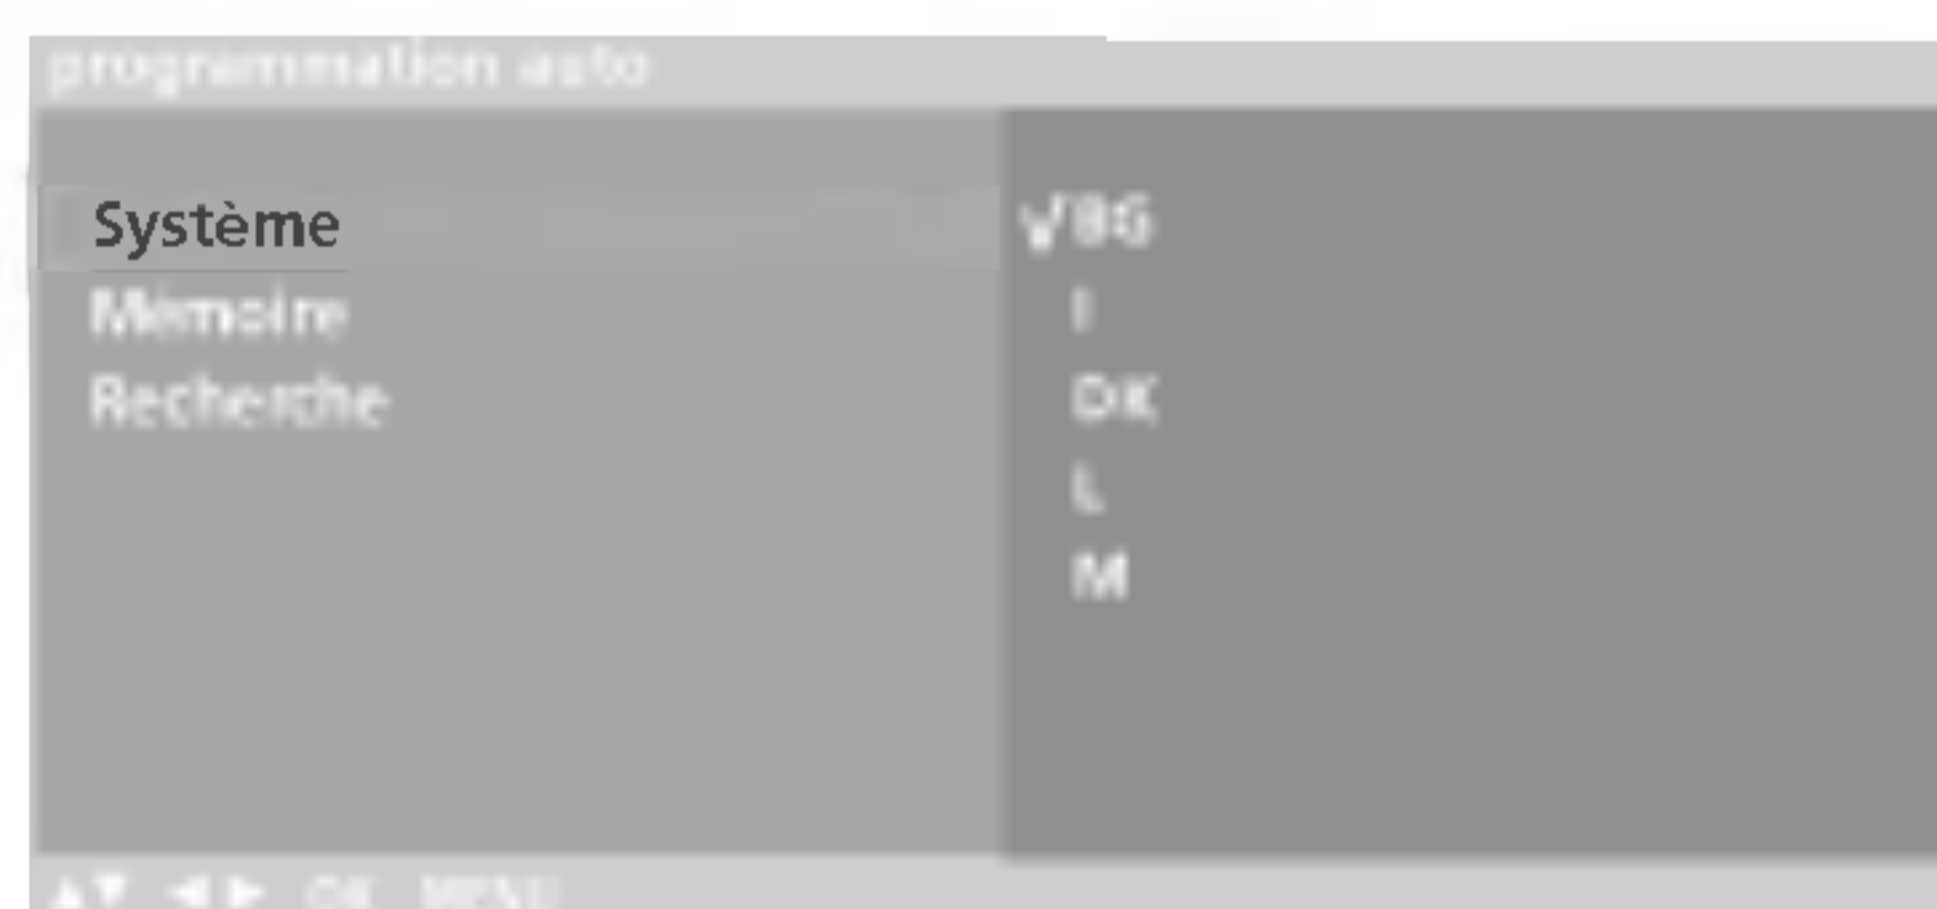 programmation auto
Système √BG
Mémoire I
Recherche DK
L
M
▲▼ ◀▶ OK MENU